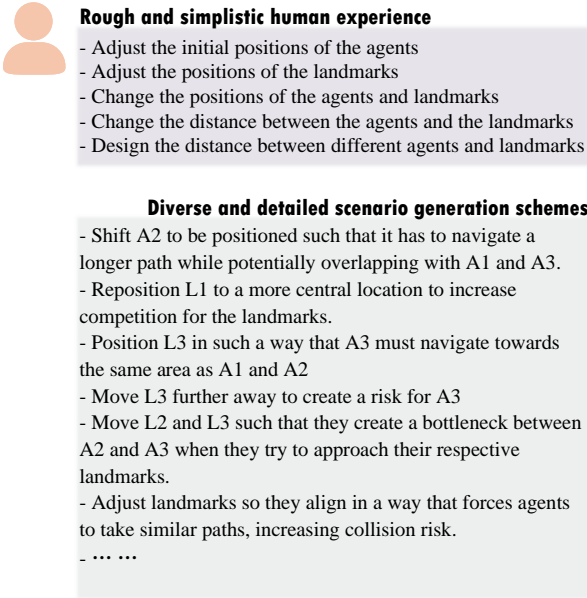 Rough and simplistic human experience
- Adjust the initial positions of the agents
- Adjust the positions of the landmarks
- Change the positions of the agents and landmarks
- Change the distance between the agents and the landmarks
- Design the distance between different agents and landmarks
Diverse and detailed scenario generation schemes
- Shift A2 to be positioned such that it has to navigate a
longer path while potentially overlapping with A1 and A3.
- Reposition L1 to a more central location to increase
competition for the landmarks.
- Position L3 in such a way that A3 must navigate towards
the same area as A1 and A2
- Move L3 further away to create a risk for A3
- Move L2 and L3 such that they create a bottleneck between
A2 and A3 when they try to approach their respective
landmarks.
- Adjust landmarks so they align in a way that forces agents
to take similar paths, increasing collision risk.
- … …